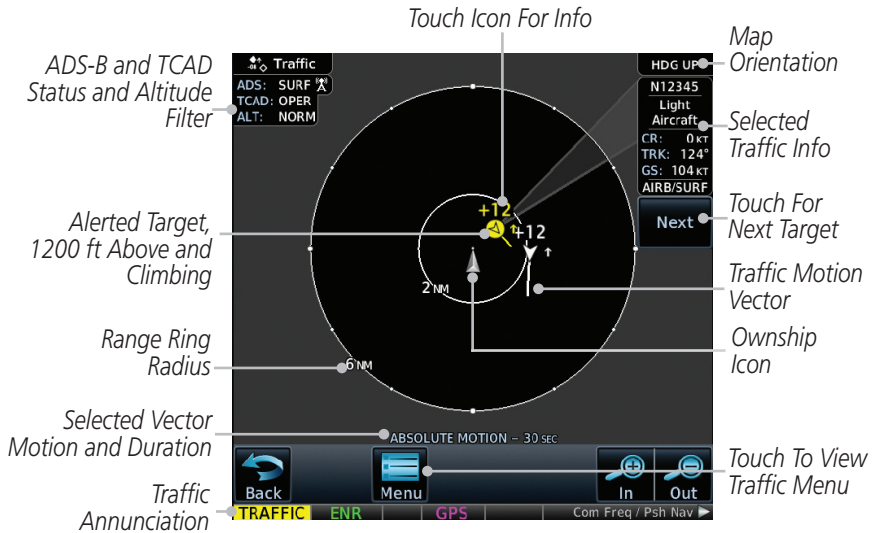 Touch Icon For Info
ADS-B and TCAD
Status and Altitude
Filter
Map
Orientation
Traffic
HDG UP
ADS: SURF
TCAD: OPER
ALT: NORM
N12345
Light
Aircraft
CR: 0 KT
TRK: 124°
GS: 104 KT
AIRB/SURF
Selected
Traffic Info
Next
Touch For
Next Target
Alerted Target,
1200 ft Above and
Climbing
+12
+12
2 NM
Traffic Motion
Vector
Ownship
Icon
Range Ring
Radius
6 NM
Selected Vector
Motion and Duration
ABSOLUTE MOTION – 30 SEC
Back
Menu
In
Out
Touch To View
Traffic Menu
Traffic
Annunciation
TRAFFIC ENR GPS Com Freq / Psh Nav